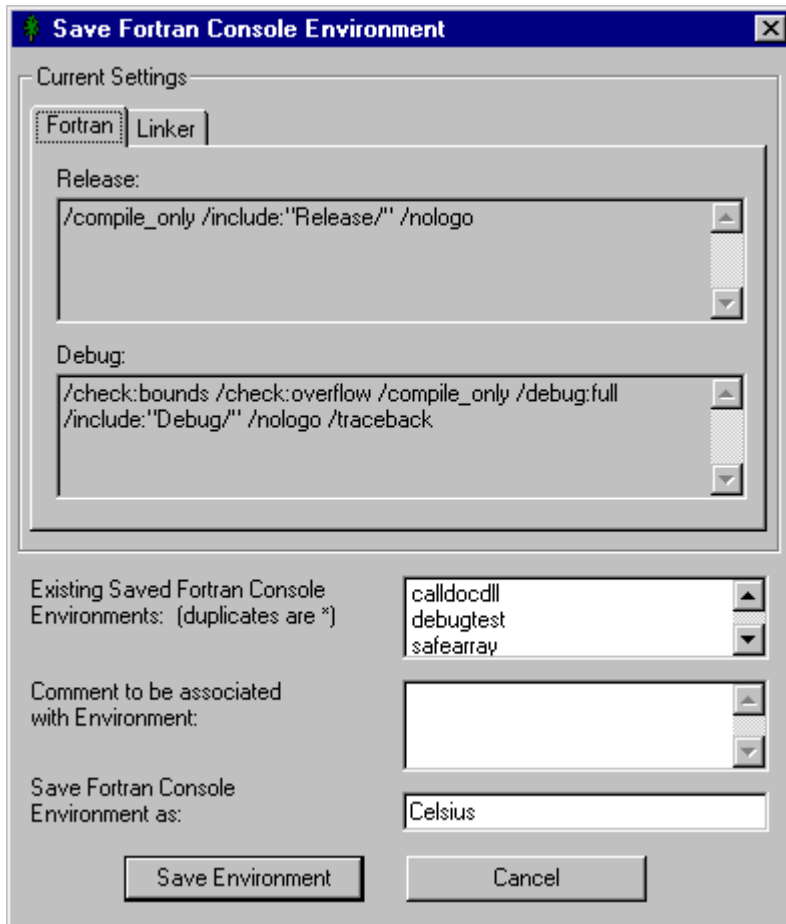 Save Fortran Console Environment
Current Settings
Fortran Linker
Release:
/compile_only /include:"Release/" /nologo
Debug:
/check:bounds /check:overflow /compile_only /debug:full
/include:"Debug/" /nologo /traceback
Existing Saved Fortran Console
Environments: (duplicates are *)
calldocdll
debugtest
safearray
Comment to be associated
with Environment:
Save Fortran Console
Environment as:
Celsius
Save Environment Cancel